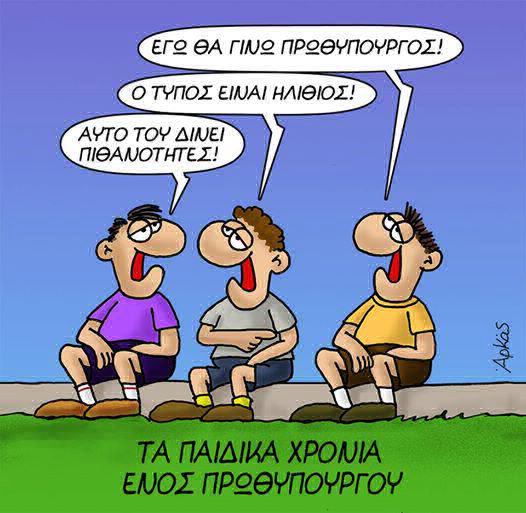 ΕΓΩ ΘΑ ΓΙΝΩ ΠΡΩΘΥΠΟΥΡΓΟΣ!
Ο ΤΥΠΟΣ ΕΙΝΑΙ ΗΛΙΘΙΟΣ!
ΑΥΤΟ ΤΟΥ ΔΙΝΕΙ
ΠΙΘΑΝΟΤΗΤΕΣ!
Αρκάς
ΤΑ ΠΑΙΔΙΚΑ ΧΡΟΝΙΑ
ΕΝΟΣ ΠΡΩΘΥΠΟΥΡΓΟΥ